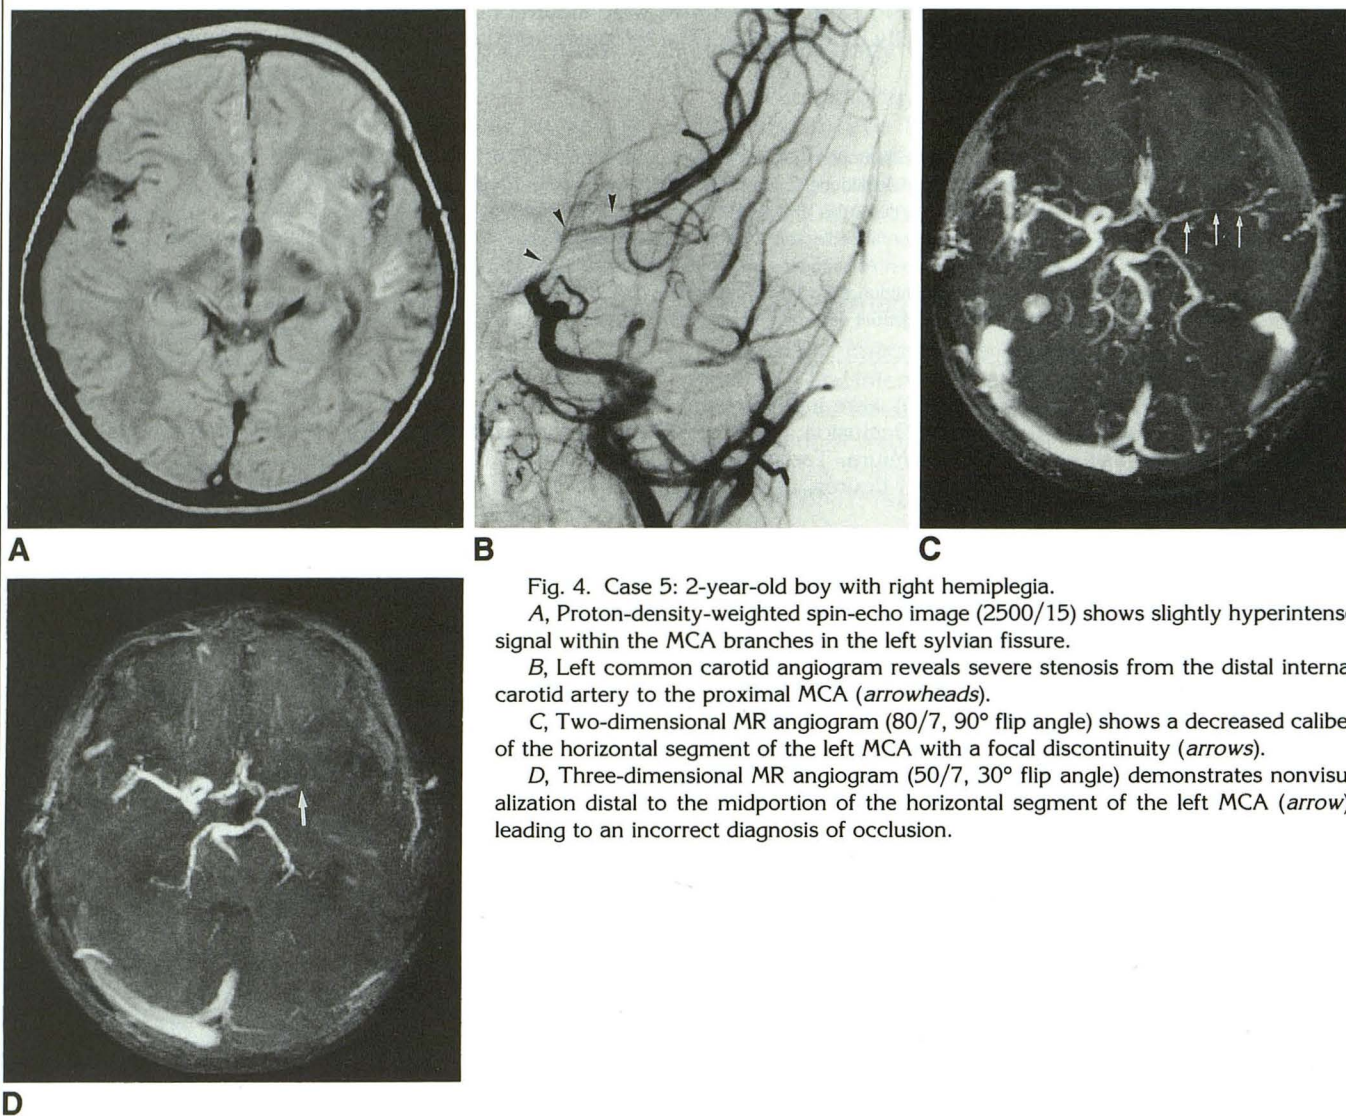 A
B
C
Fig. 4. Case 5: 2-year-old boy with right hemiplegia.
A, Proton-density-weighted spin-echo image (2500/15) shows slightly hyperintens
signal within the MCA branches in the left sylvian fissure.
B, Left common carotid angiogram reveals severe stenosis from the distal interna
carotid artery to the proximal MCA (arrowheads).
C, Two-dimensional MR angiogram (80/7, 90° flip angle) shows a decreased calibe
of the horizontal segment of the left MCA with a focal discontinuity (arrows).
D, Three-dimensional MR angiogram (50/7, 30° flip angle) demonstrates nonvisu
alization distal to the midportion of the horizontal segment of the left MCA (arrow)
leading to an incorrect diagnosis of occlusion.
D